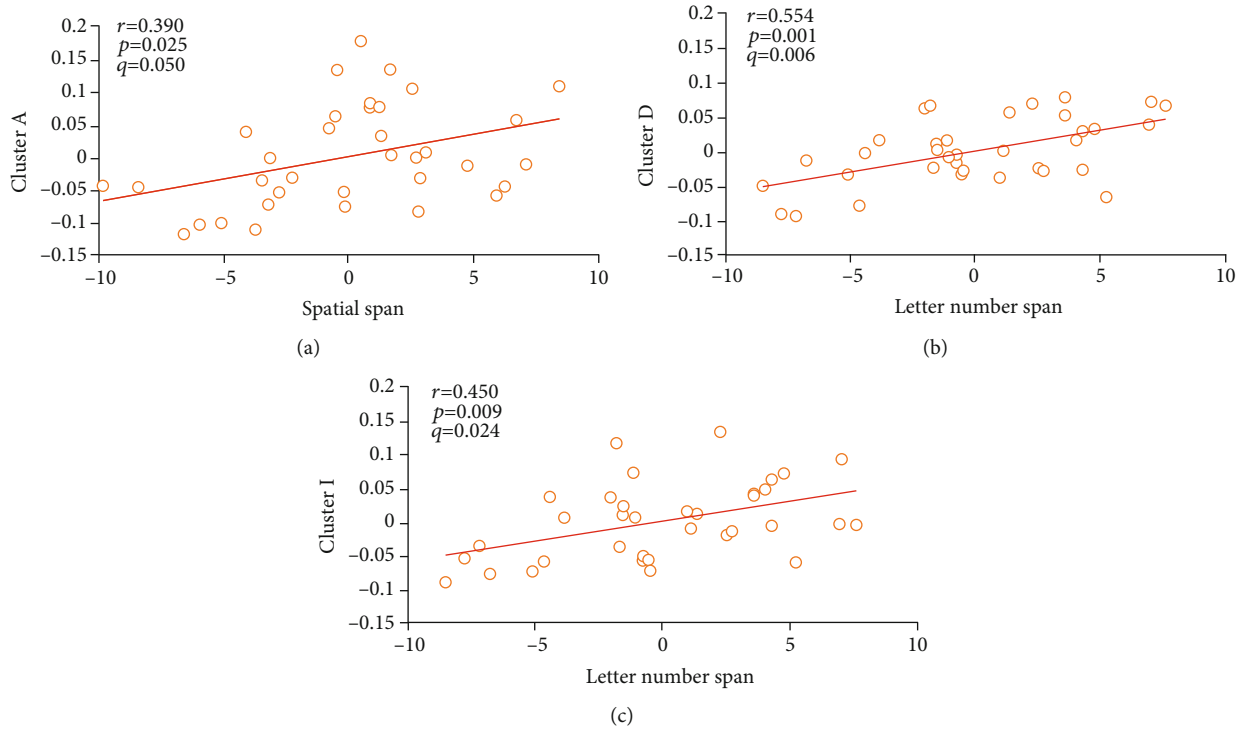 r=0.390
p=0.025
q=0.050
0.2
0.15
0.1
0.05
0
−0.05
−0.1
−0.15
Cluster A
−10
−5
0
5
10
Spatial span
(a)
r=0.554
p=0.001
q=0.006
0.2
0.15
0.1
0.05
0
−0.05
−0.1
−0.15
Cluster D
−10
−5
0
5
10
Letter number span
(b)
r=0.450
p=0.009
q=0.024
0.2
0.15
0.1
0.05
0
−0.05
−0.1
−0.15
Cluster I
−10
−5
0
5
10
Letter number span
(c)